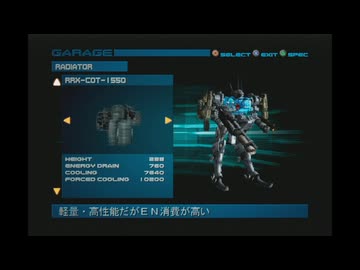 GARAGE
SELECT EXIT SPEC
RADIATOR
RRX-COT-1550
WEIGHT
ENERGY DRAIN 760
COOLING 7640
FORCED COOLING 10800
軽量・高性能だがＥＮ消費が高い